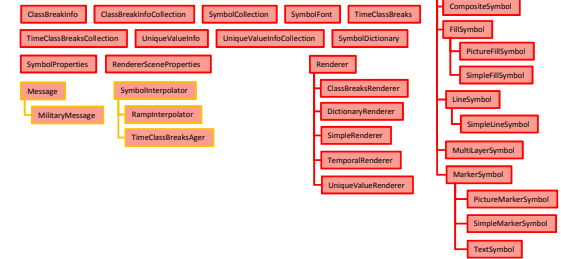 ClassBreakInfo
ClassBreakInfoCollection
SymbolCollection
SymbolFont
TimeClassBreaks
TimeClassBreaksCollection
UniqueValueInfo
UniqueValueInfoCollection
SymbolDictionary
SymbolProperties
RendererSceneProperties
Message
MilitaryMessage
SymbolInterpolator
RampInterpolator
TimeClassBreaksAger
Renderer
ClassBreaksRenderer
DictionaryRenderer
SimpleRenderer
TemporalRenderer
UniqueValueRenderer
CompositeSymbol
FillSymbol
PictureFillSymbol
SimpleFillSymbol
LineSymbol
SimpleLineSymbol
MultiLayerSymbol
MarkerSymbol
PictureMarkerSymbol
SimpleMarkerSymbol
TextSymbol